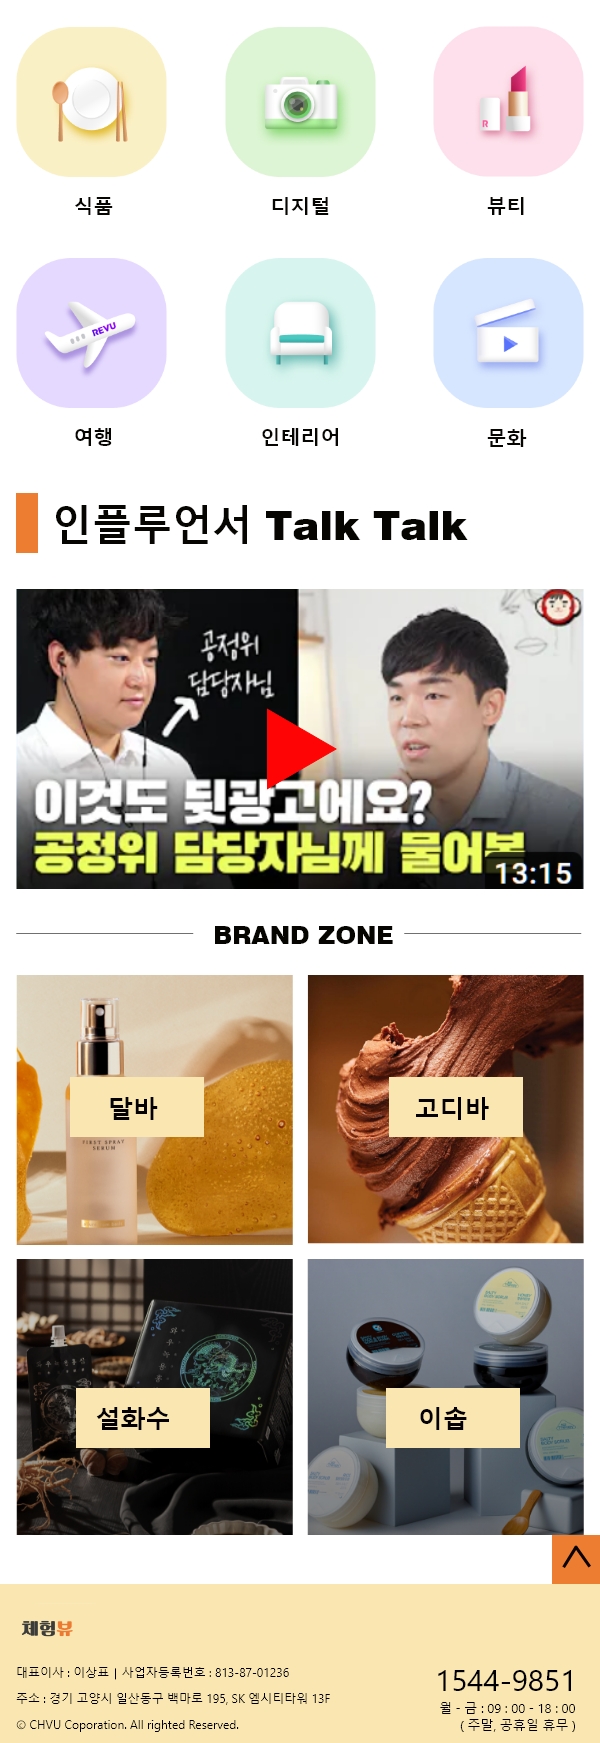 R
식품
디지털
뷰티
REVU
여행
인테리어
문화
인플루언서 Talk Talk
공정위
담당자님
이것도 뒷광고에요?
공정위 담당자님께 물어봄
13:15
BRAND ZONE
달바
FIRST SPRAY
SERUM
고디바
설화수
이솝
체험뷰
대표이사 : 이상표 | 사업자등록번호 : 813-87-01236
주소 : 경기 고양시 일산동구 백마로 195, SK 엠시티타워 13F
© CHVU Coporation. All righted Reserved.
1544-9851
월 - 금 : 09 : 00 - 18 : 00
( 주말, 공휴일 휴무 )